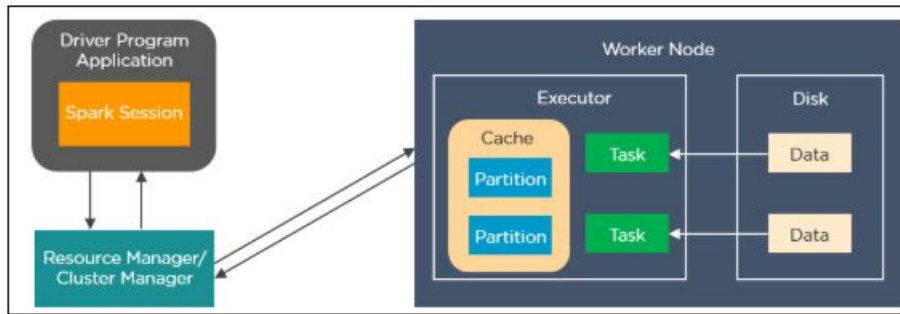 Driver Program
Application
Spark Session
Resource Manager/
Cluster Manager
Worker Node
Executor
Cache
Partition
Partition
Task
Task
Disk
Data
Data